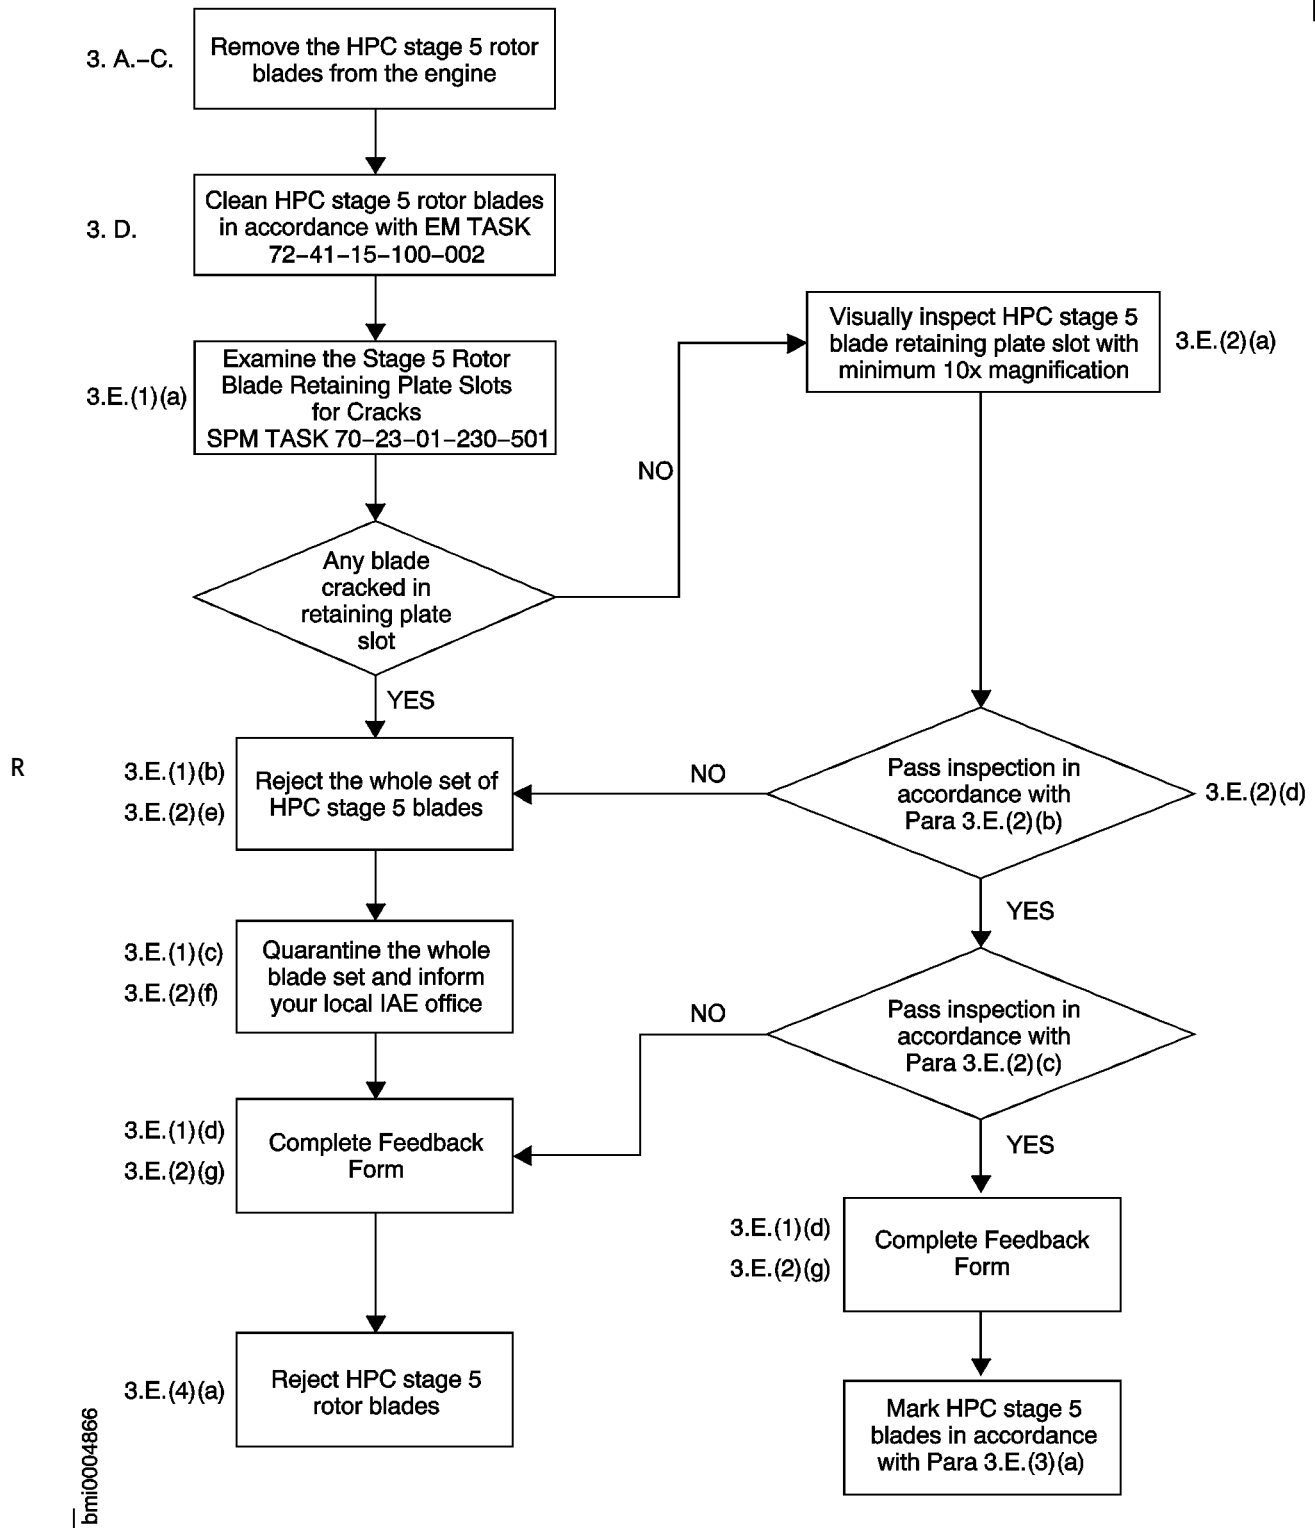 3. A.–C.
Remove the HPC stage 5 rotor
blades from the engine
3. D.
Clean HPC stage 5 rotor blades
in accordance with EM TASK
72–41–15–100–002
3.E.(1)(a)
Examine the Stage 5 Rotor
Blade Retaining Plate Slots
for Cracks
SPM TASK 70–23–01–230–501
Visually inspect HPC stage 5
blade retaining plate slot with
minimum 10x magnification
3.E.(2)(a)
NO
Any blade
cracked in
retaining plate
slot
YES
R
3.E.(1)(b)
3.E.(2)(e)
Reject the whole set of
HPC stage 5 blades
NO
Pass inspection in
accordance with
Para 3.E.(2)(b)
3.E.(2)(d)
YES
3.E.(1)(c)
3.E.(2)(f)
Quarantine the whole
blade set and inform
your local IAE office
NO
Pass inspection in
accordance with
Para 3.E.(2)(c)
YES
3.E.(1)(d)
3.E.(2)(g)
Complete Feedback
Form
3.E.(1)(d)
3.E.(2)(g)
Complete Feedback
Form
3.E.(4)(a)
Reject HPC stage 5
rotor blades
Mark HPC stage 5
blades in accordance
with Para 3.E.(3)(a)
bmi0004866